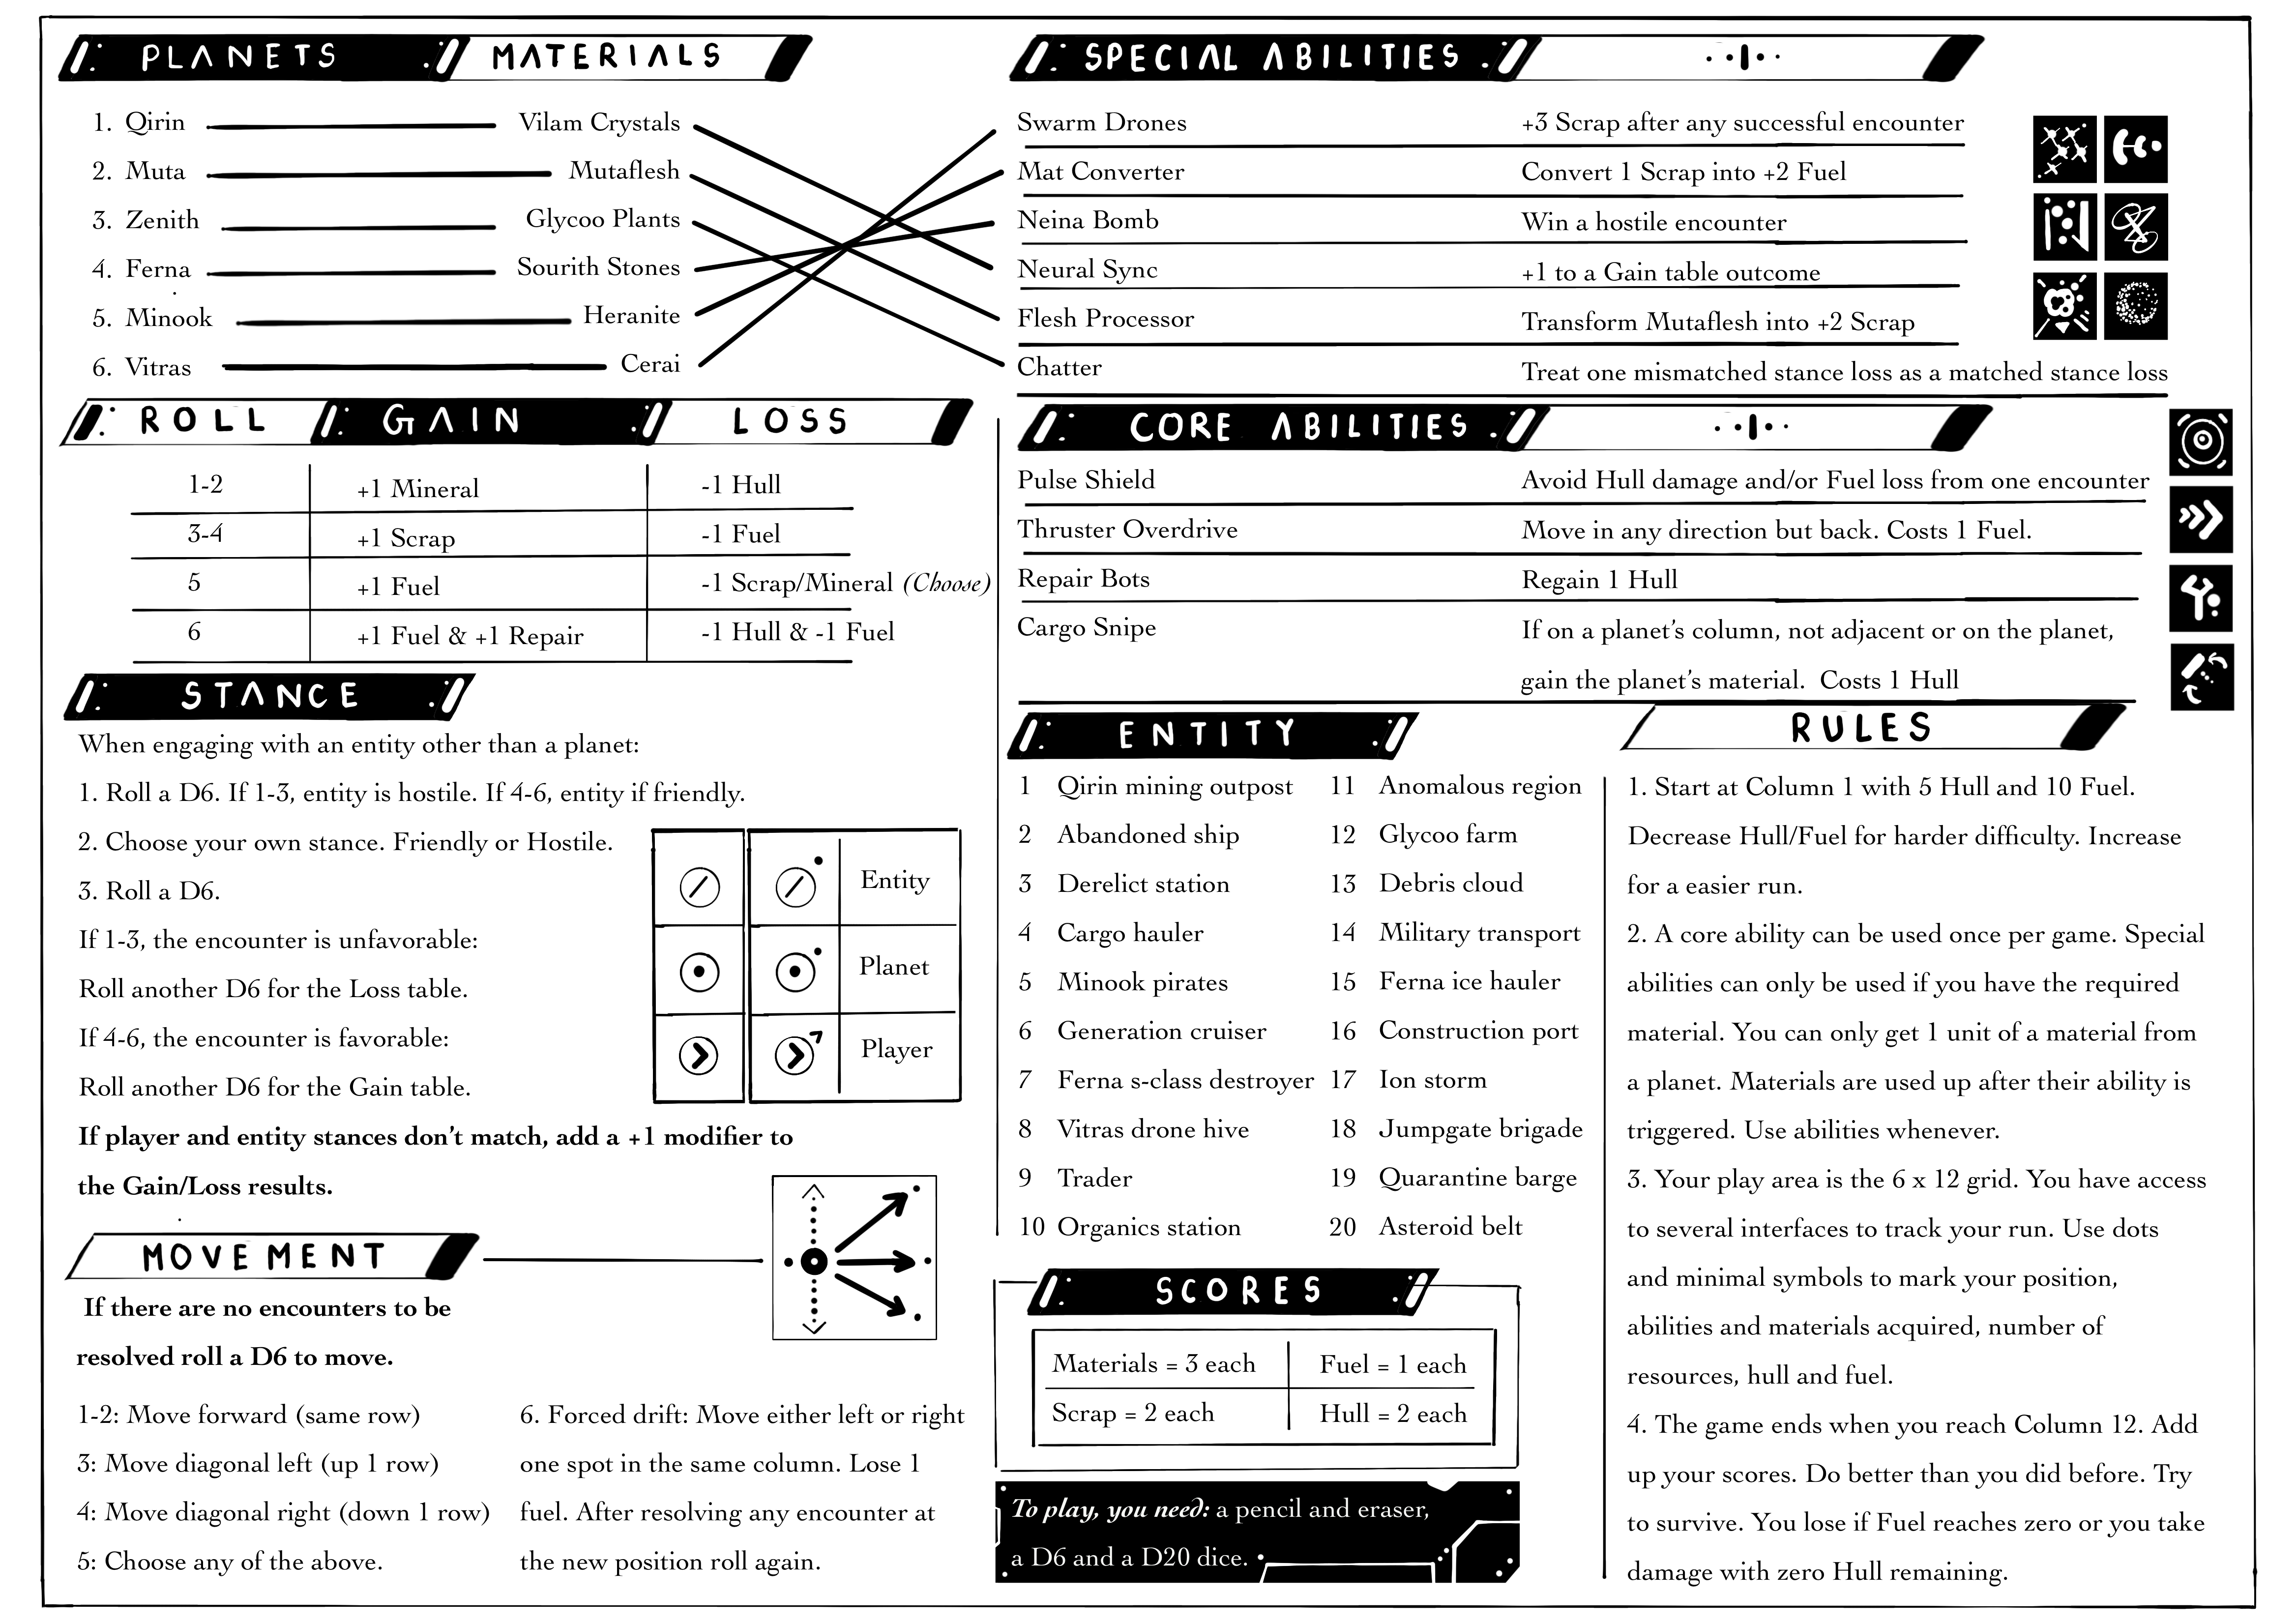 PLANETS MATERIALS
1. Qirin Vilam Crystals
2. Muta Mutaflesh
3. Zenith Glycoo Plants
4. Ferna Sourith Stones
5. Minook Heranite
6. Vitras Cerai
SPECIAL ABILITIES
Swarm Drones +3 Scrap after any successful encounter
Mat Converter Convert 1 Scrap into +2 Fuel
Neina Bomb Win a hostile encounter
Neural Sync +1 to a Gain table outcome
Flesh Processor Transform Mutaflesh into +2 Scrap
Chatter Treat one mismatched stance loss as a matched stance loss
ROLL GAIN LOSS
1-2 +1 Mineral -1 Hull
3-4 +1 Scrap -1 Fuel
5 +1 Fuel -1 Scrap/Mineral (Choose)
6 +1 Fuel & +1 Repair -1 Hull & -1 Fuel
CORE ABILITIES
Pulse Shield Avoid Hull damage and/or Fuel loss from one encounter
Thruster Overdrive Move in any direction but back. Costs 1 Fuel.
Repair Bots Regain 1 Hull
Cargo Snipe If on a planet's column, not adjacent or on the planet,
gain the planet's material. Costs 1 Hull
STANCE
When engaging with an entity other than a planet:
1. Roll a D6. If 1-3, entity is hostile. If 4-6, entity if friendly.
2. Choose your own stance. Friendly or Hostile.
3. Roll a D6.
If 1-3, the encounter is unfavorable:
Roll another D6 for the Loss table.
If 4-6, the encounter is favorable:
Roll another D6 for the Gain table.
If player and entity stances don't match, add a +1 modifier to
the Gain/Loss results.
Entity
Planet
Player
MOVEMENT
If there are no encounters to be
resolved roll a D6 to move.
1-2: Move forward (same row)
3: Move diagonal left (up 1 row)
4: Move diagonal right (down 1 row)
5: Choose any of the above.
6. Forced drift: Move either left or right
one spot in the same column. Lose 1
fuel. After resolving any encounter at
the new position roll again.
ENTITY
1 Qirin mining outpost
2 Abandoned ship
3 Derelict station
4 Cargo hauler
5 Minook pirates
6 Generation cruiser
7 Ferna s-class destroyer
8 Vitras drone hive
9 Trader
10 Organics station
11 Anomalous region
12 Glycoo farm
13 Debris cloud
14 Military transport
15 Ferna ice hauler
16 Construction port
17 Ion storm
18 Jumpgate brigade
19 Quarantine barge
20 Asteroid belt
SCORES
Materials = 3 each Fuel = 1 each
Scrap = 2 each Hull = 2 each
To play, you need: a pencil and eraser,
a D6 and a D20 dice.
RULES
1. Start at Column 1 with 5 Hull and 10 Fuel.
Decrease Hull/Fuel for harder difficulty. Increase
for a easier run.
2. A core ability can be used once per game. Special
abilities can only be used if you have the required
material. You can only get 1 unit of a material from
a planet. Materials are used up after their ability is
triggered. Use abilities whenever.
3. Your play area is the 6 x 12 grid. You have access
to several interfaces to track your run. Use dots
and minimal symbols to mark your position,
abilities and materials acquired, number of
resources, hull and fuel.
4. The game ends when you reach Column 12. Add
up your scores. Do better than you did before. Try
to survive. You lose if Fuel reaches zero or you take
damage with zero Hull remaining.